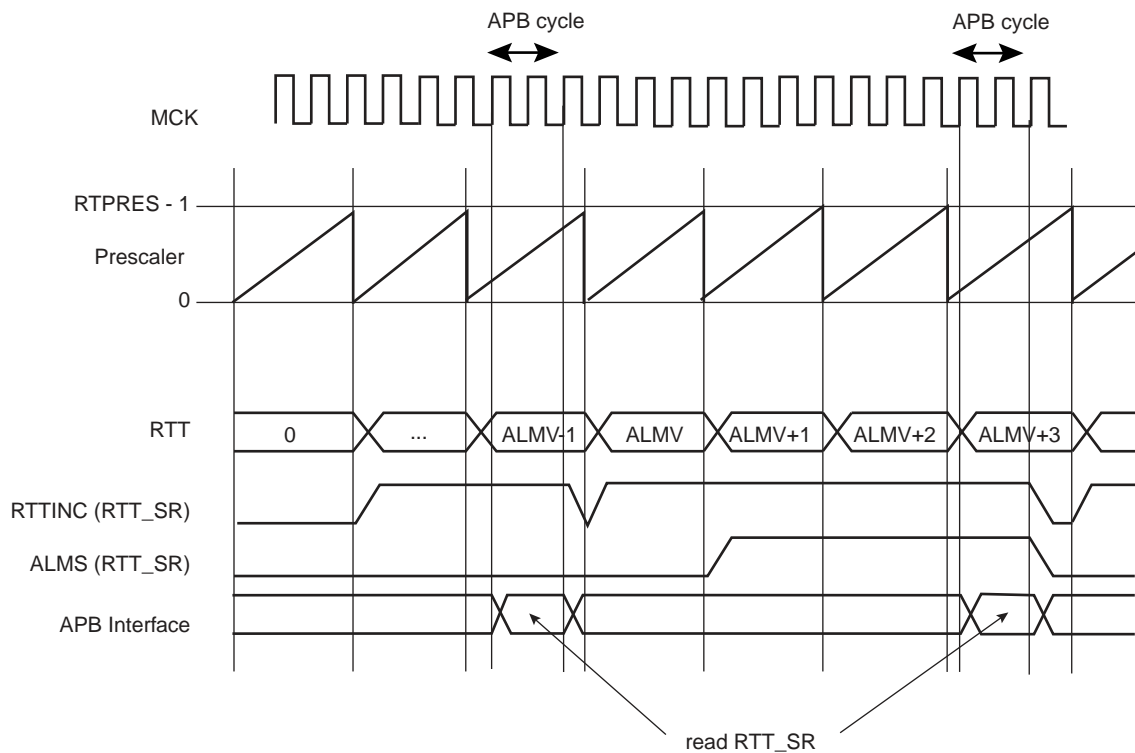 APB cycle APB cycle
MCK
RTPRES - 1
Prescaler
0
RTT 0 ... ALMV-1 ALMV ALMV+1 ALMV+2 ALMV+3
RTTINC (RTT_SR)
ALMS (RTT_SR)
APB Interface
read RTT_SR